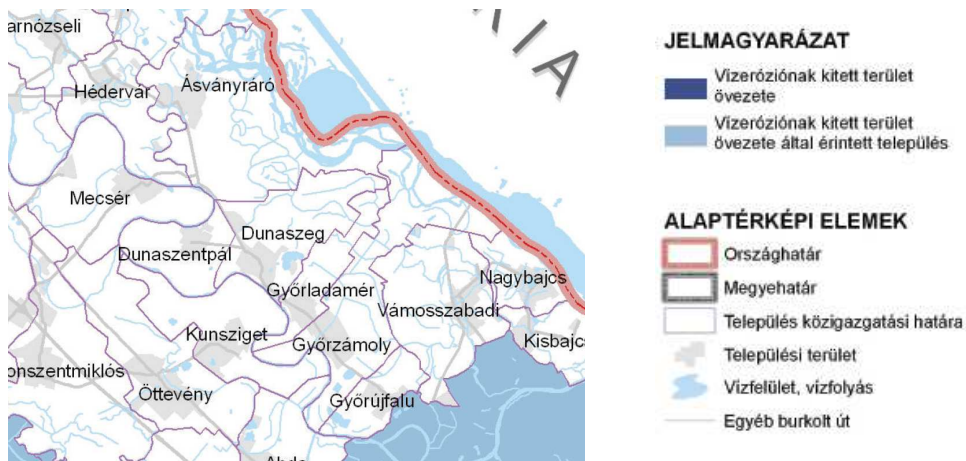 arnózseli
Hédervár
Ásványráró
KIA
Mecsér
Dunaszeg
Dunaszentpál
Győrladamér
Nagybajcs
Vámosszabadi
Kunsziget
Győrzámoly
Kisbajcs
onszentmiklós
Öttevény
Győrújfalu
JELMAGYARÁZAT
Vízeróziónak kitett terület
övezete
Vízeróziónak kitett terület
övezete által érintett település
ALAPTÉRKÉPI ELEMEK
Országhatár
Megyehatár
Település közigazgatási határa
Települési terület
Vízfelület, vízfolyás
Egyéb burkolt út